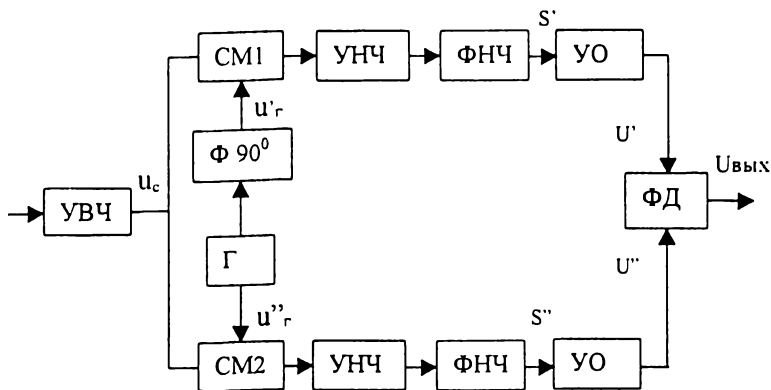 S'
СМ1
УНЧ
ФНЧ
УО
u'г
U'
Ф 90⁰
Uвых
uс
УВЧ
ФД
Г
U''
u''г
S''
СМ2
УНЧ
ФНЧ
УО